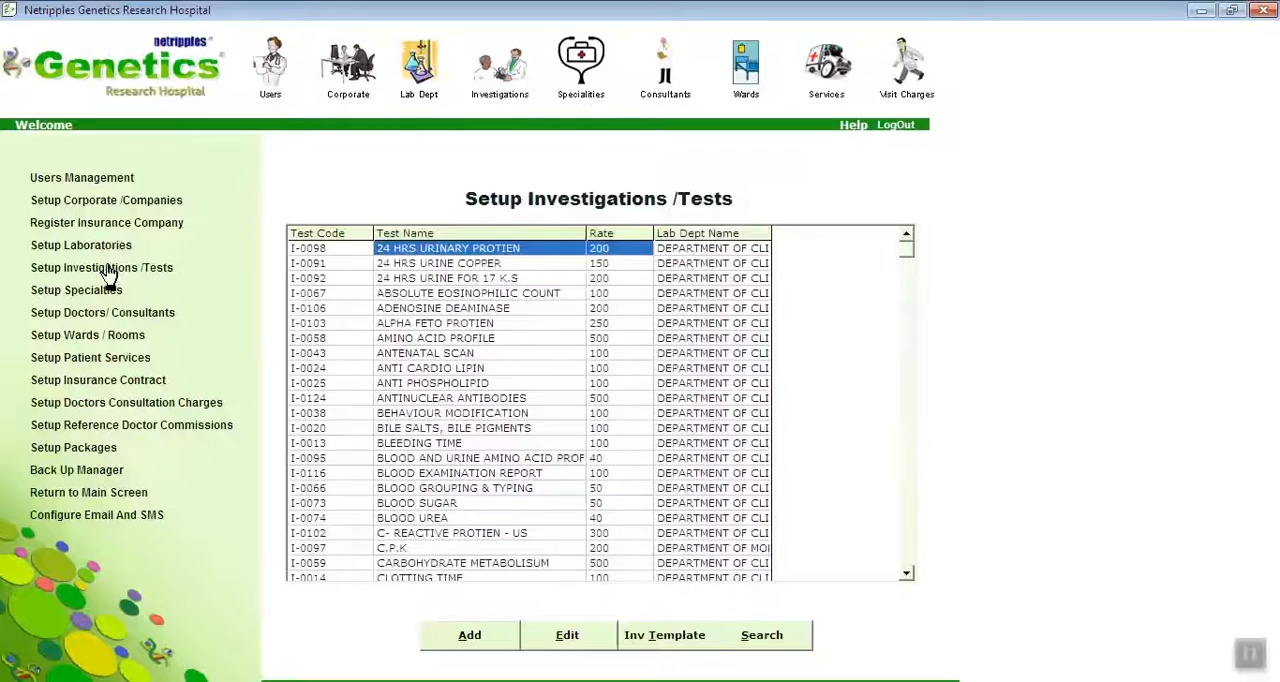 Netripples Genetics Research Hospital
netripples
Genetics
Research Hospital
Users Corporate Lab Dept Investigations Specialities Consultants Wards Services Visit Charges
Welcome Help LogOut
Users Management
Setup Corporate /Companies
Register Insurance Company
Setup Laboratories
Setup Investigations /Tests
Setup Specialties
Setup Doctors/ Consultants
Setup Wards / Rooms
Setup Patient Services
Setup Insurance Contract
Setup Doctors Consultation Charges
Setup Reference Doctor Commissions
Setup Packages
Back Up Manager
Return to Main Screen
Configure Email And SMS
Setup Investigations /Tests
Test Code Test Name Rate Lab Dept Name
I-0098 24 HRS URINARY PROTIEN 200 DEPARTMENT OF CLI
I-0091 24 HRS URINE COPPER 150 DEPARTMENT OF CLI
I-0092 24 HRS URINE FOR 17 K.S 200 DEPARTMENT OF CLI
I-0067 ABSOLUTE EOSINOPHILIC COUNT 100 DEPARTMENT OF CLI
I-0106 ADENOSINE DEAMINASE 200 DEPARTMENT OF CLI
I-0103 ALPHA FETO PROTIEN 250 DEPARTMENT OF CLI
I-0058 AMINO ACID PROFILE 100 DEPARTMENT OF CLI
I-0043 ANTENATAL SCAN 100 DEPARTMENT OF CLI
I-0024 ANTI CARDIO LIPIN 100 DEPARTMENT OF CLI
I-0025 ANTI PHOSPHOLIPID 100 DEPARTMENT OF CLI
I-0124 ANTINUCLEAR ANTIBODIES 500 DEPARTMENT OF CLI
I-0038 BEHAVIOUR MODIFICATION 100 DEPARTMENT OF CLI
I-0020 BILE SALTS, BILE PIGMENTS 100 DEPARTMENT OF CLI
I-0013 BLEEDING TIME 100 DEPARTMENT OF CLI
I-0095 BLOOD AND URINE AMINO ACID PROF 40 DEPARTMENT OF CLI
I-0116 BLOOD EXAMINATION REPORT 100 DEPARTMENT OF CLI
I-0066 BLOOD GROUPING & TYPING 50 DEPARTMENT OF CLI
I-0073 BLOOD SUGAR 50 DEPARTMENT OF CLI
I-0074 BLOOD UREA 40 DEPARTMENT OF CLI
I-0102 C- REACTIVE PROTIEN - US 300 DEPARTMENT OF CLI
I-0097 C.P.K 200 DEPARTMENT OF MOI
I-0059 CARBOHYDRATE METABOLISUM 500 DEPARTMENT OF CLI
I-0014 CLOTTING TIME 100 DEPARTMENT OF CLI
Add Edit Inv Template Search